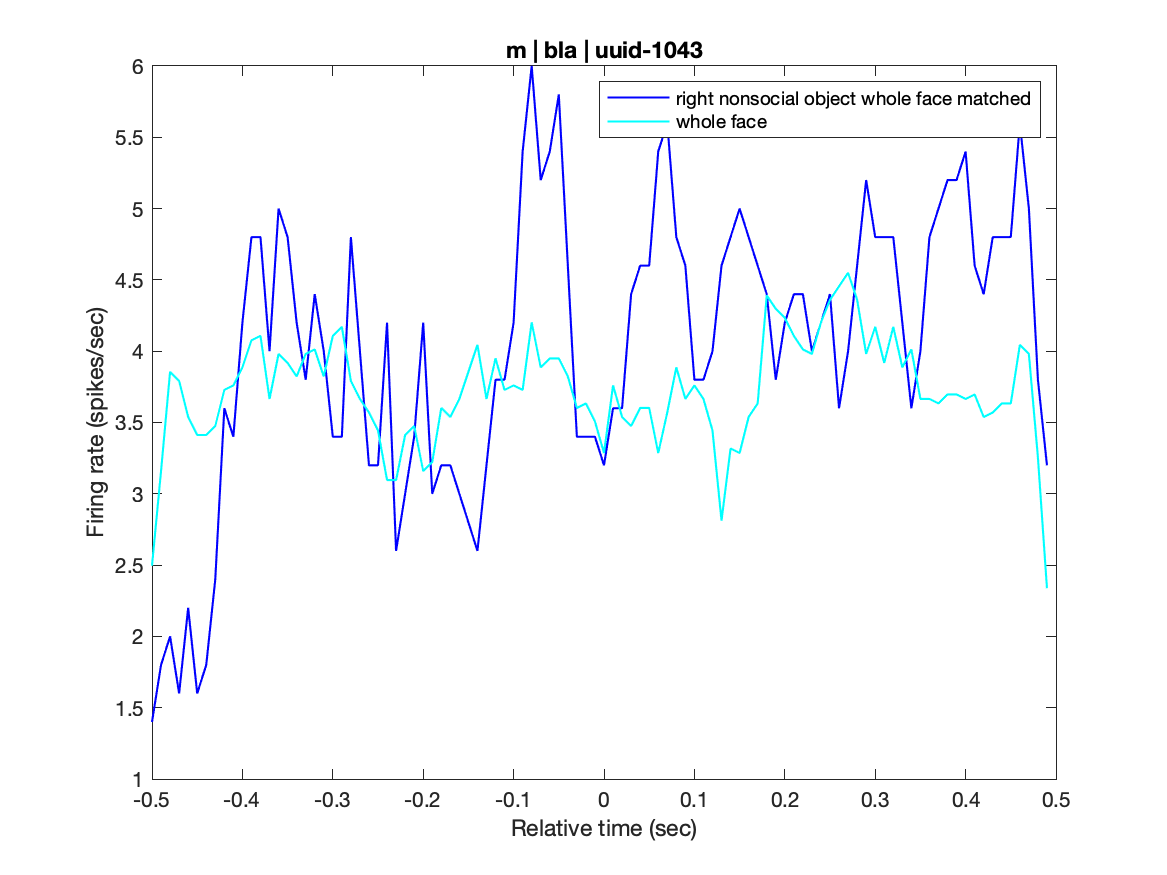 m | bla | uuid-1043
right nonsocial object whole face matched
whole face
Firing rate (spikes/sec)
6
5.5
5
4.5
4
3.5
3
2.5
2
1.5
1
-0.5 -0.4 -0.3 -0.2 -0.1 0 0.1 0.2 0.3 0.4 0.5
Relative time (sec)